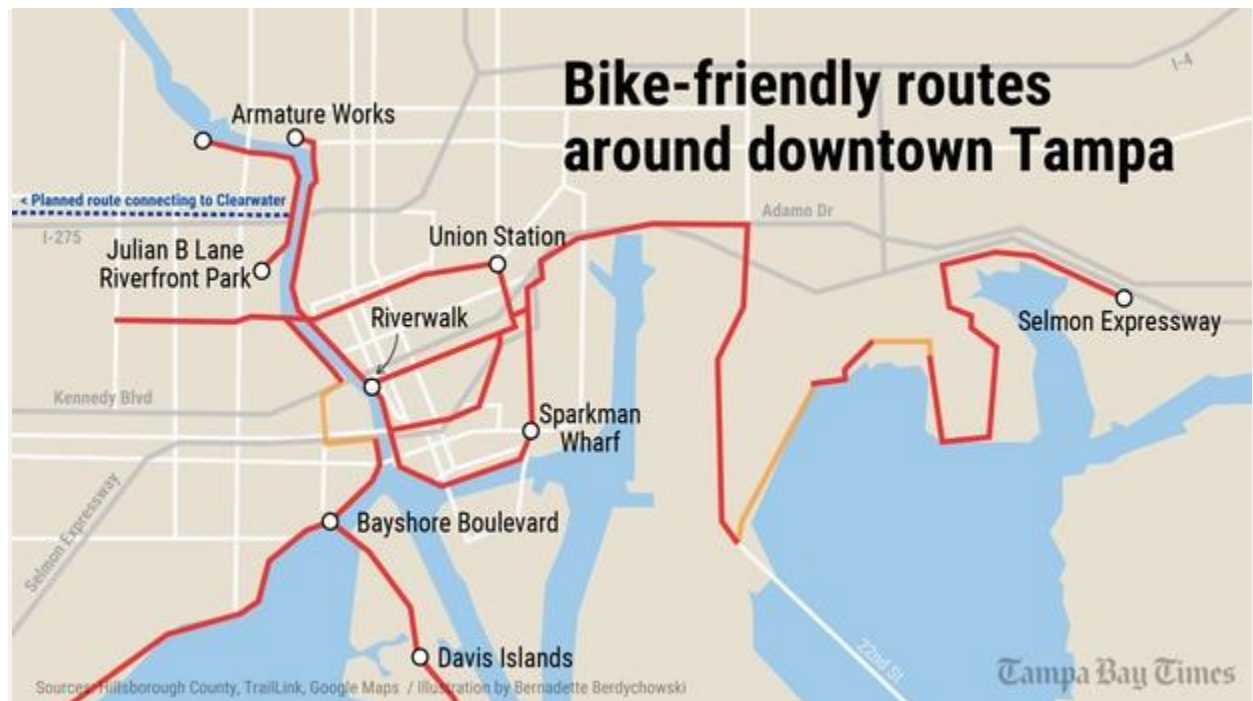 Bike-friendly routes
around downtown Tampa
I-4
Armature Works
< Planned route connecting to Clearwater
I-275
Julian B Lane
Riverfront Park
Union Station
Adamo Dr
Riverwalk
Selmon Expressway
Kennedy Blvd
Sparkman
Wharf
Selmon Expressway
Bayshore Boulevard
Davis Islands
22nd St
Sources: Hillsborough County, TrailLink, Google Maps / Illustration by Bernadette Berdychowski
Tampa Bay Times